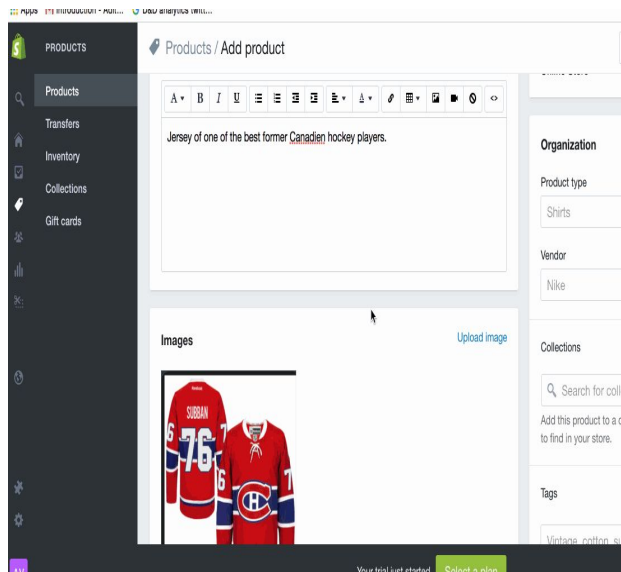 Apps
Introduction - Adit...
D&D analytics twitt...
PRODUCTS
Products / Add product
Products
Transfers
Inventory
Collections
Gift cards
A B I U
Jersey of one of the best former Canadien hockey players.
Images
Upload image
SUBBAN
76
Organization
Product type
Shirts
Vendor
Nike
Collections
Search for coll
Add this product to a
to find in your store.
Tags
Vintage, cotton, su
Your trial just started
Select a plan